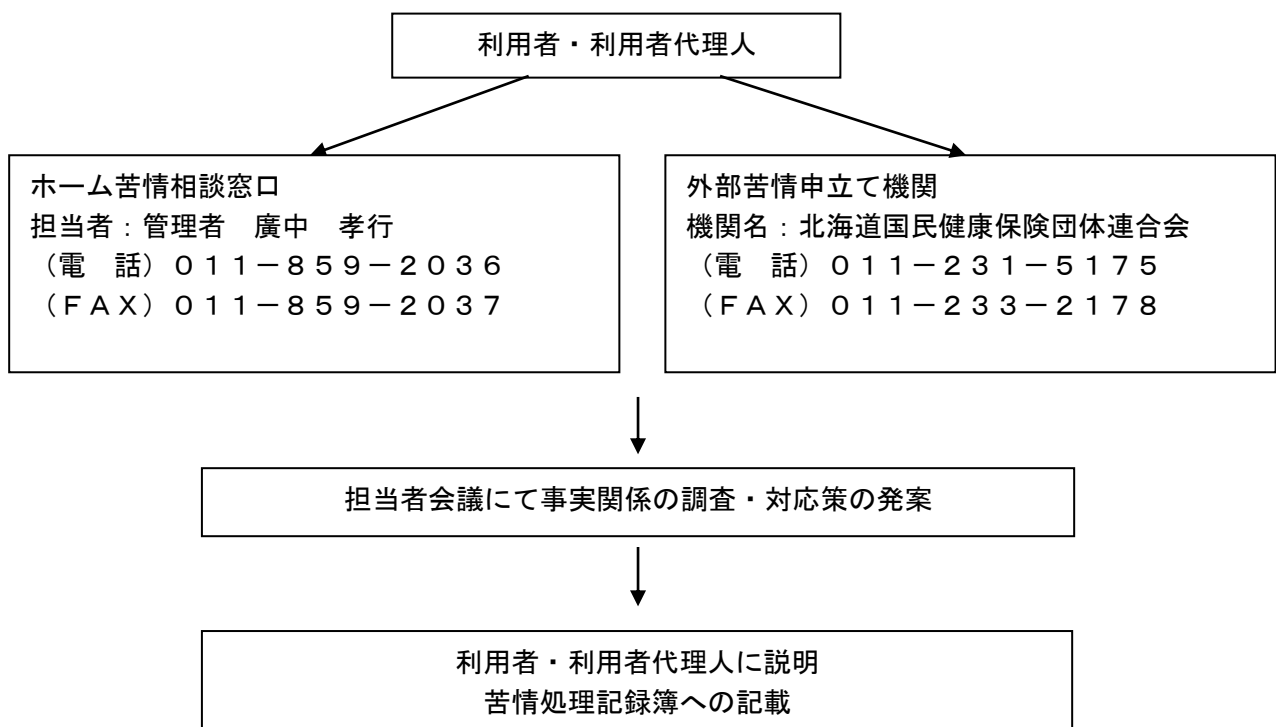 利用者・利用者代理人
ホーム苦情相談窓口
担当者：管理者　廣中　孝行
（電　話）０１１－８５９－２０３６
（ＦＡＸ）０１１－８５９－２０３７
外部苦情申立て機関
機関名：北海道国民健康保険団体連合会
（電　話）０１１－２３１－５１７５
（ＦＡＸ）０１１－２３３－２１７８
担当者会議にて事実関係の調査・対応策の発案
利用者・利用者代理人に説明
苦情処理記録簿への記載